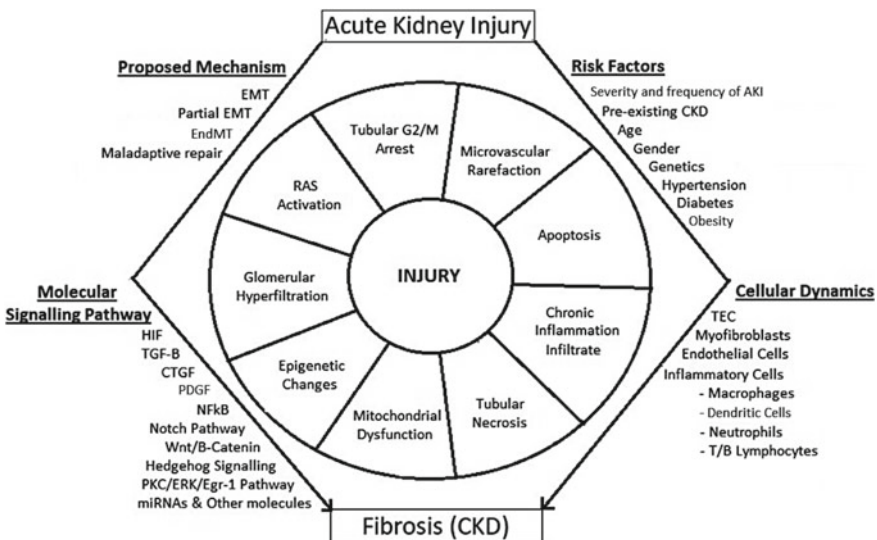 Acute Kidney Injury
Proposed Mechanism
EMT
Partial EMT
EndMT
Maladaptive repair
Risk Factors
Severity and frequency of AKI
Pre-existing CKD
Age
Gender
Genetics
Hypertension
Diabetes
Obesity
Tubular G2/M
Arrest
Microvascular
Rarefaction
RAS
Activation
Apoptosis
INJURY
Glomerular
Hyperfiltration
Chronic
Inflammation
Infiltrate
Epigenetic
Changes
Mitochondrial
Dysfunction
Tubular
Necrosis
Molecular
Signalling Pathway
HIF
TGF-B
CTGF
PDGF
NFkB
Notch Pathway
Wnt/B-Catenin
Hedgehog Signalling
PKC/ERK/Egr-1 Pathway
miRNAs & Other molecules
Cellular Dynamics
TEC
Myofibroblasts
Endothelial Cells
Inflammatory Cells
- Macrophages
- Dendritic Cells
- Neutrophils
- T/B Lymphocytes
Fibrosis (CKD)